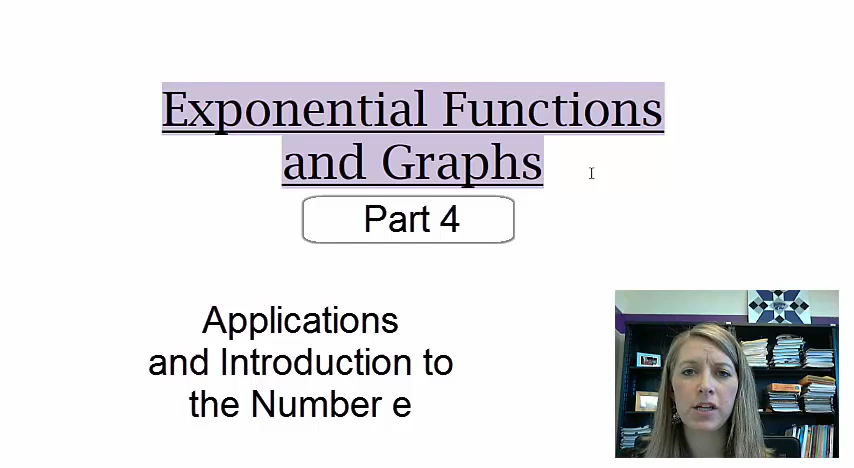 Exponential Functions
and Graphs
Part 4
Applications
and Introduction to
the Number e